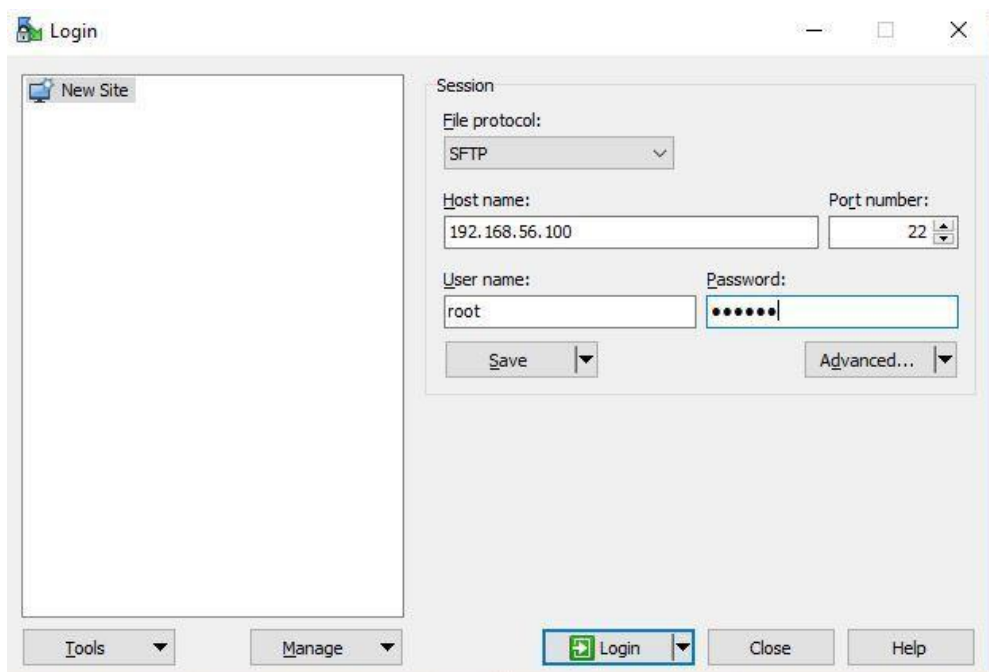 Login
New Site
Session
File protocol:
SFTP
Host name:
Port number:
192.168.56.100
22
User name:
Password:
root
••••••
Save
Advanced...
Tools
Manage
Login
Close
Help